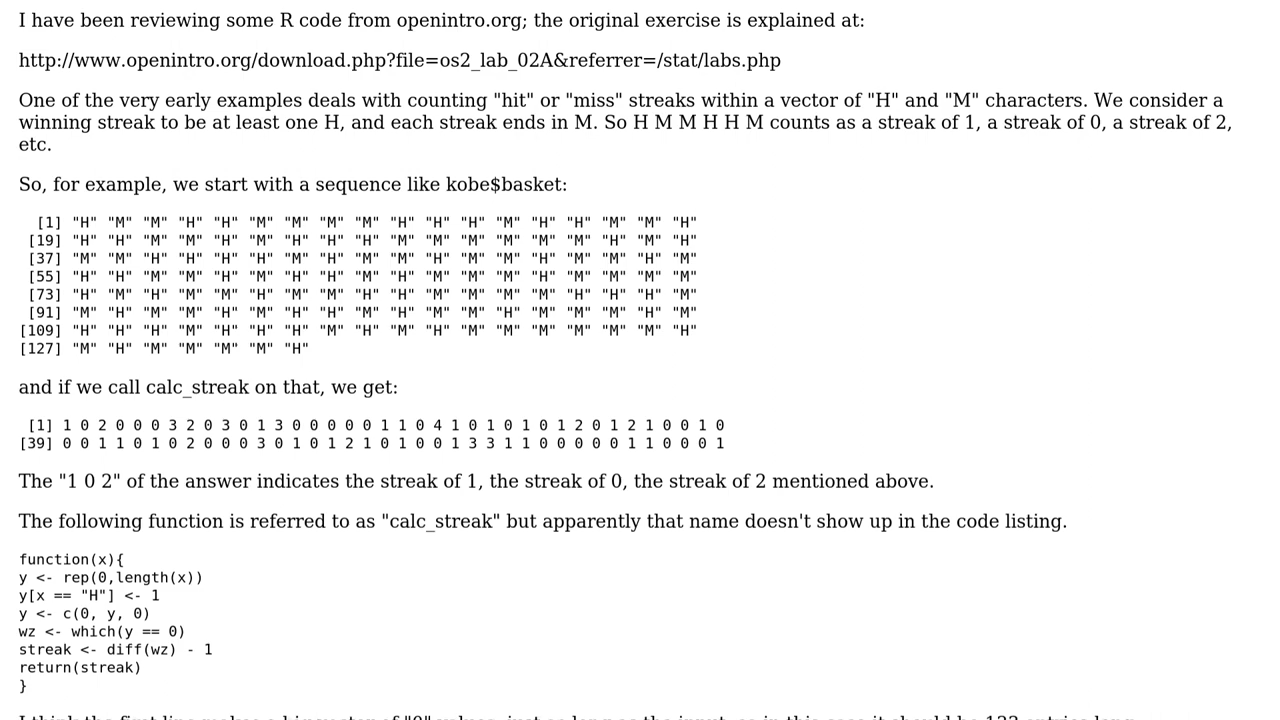 I have been reviewing some R code from openintro.org; the original exercise is explained at:
http://www.openintro.org/download.php?file=os2_lab_02A&referrer=/stat/labs.php
One of the very early examples deals with counting "hit" or "miss" streaks within a vector of "H" and "M" characters. We consider a
winning streak to be at least one H, and each streak ends in M. So H M M H H M counts as a streak of 1, a streak of 0, a streak of 2,
etc.
So, for example, we start with a sequence like kobe$basket:
[1] "H" "M" "M" "H" "H" "M" "M" "M" "M" "H" "H" "H" "M" "H" "H" "M" "M" "H"
[19] "H" "H" "M" "M" "H" "M" "H" "H" "H" "M" "M" "M" "M" "M" "M" "H" "M" "H"
[37] "M" "M" "H" "H" "H" "H" "M" "H" "M" "M" "H" "M" "M" "H" "M" "M" "H" "M"
[55] "H" "H" "M" "M" "H" "M" "H" "H" "M" "H" "M" "M" "M" "H" "M" "M" "M" "M"
[73] "H" "M" "H" "M" "M" "H" "M" "M" "H" "H" "M" "M" "M" "M" "H" "H" "H" "M"
[91] "M" "H" "M" "M" "H" "M" "H" "H" "M" "H" "M" "M" "H" "M" "M" "M" "H" "M"
[109] "H" "H" "H" "M" "H" "H" "H" "M" "H" "M" "H" "M" "M" "M" "M" "M" "M" "H"
[127] "M" "H" "M" "M" "M" "M" "H"
and if we call calc_streak on that, we get:
[1] 1 0 2 0 0 0 3 2 0 3 0 1 3 0 0 0 0 0 1 1 0 4 1 0 1 0 1 0 1 2 0 1 2 1 0 0 1 0
[39] 0 0 1 1 0 1 0 2 0 0 0 3 0 1 0 1 2 1 0 1 0 0 1 3 3 1 1 0 0 0 0 0 1 1 0 0 0 1
The "1 0 2" of the answer indicates the streak of 1, the streak of 0, the streak of 2 mentioned above.
The following function is referred to as "calc_streak" but apparently that name doesn't show up in the code listing.
function(x){
y <- rep(0,length(x))
y[x == "H"] <- 1
y <- c(0, y, 0)
wz <- which(y == 0)
streak <- diff(wz) - 1
return(streak)
}